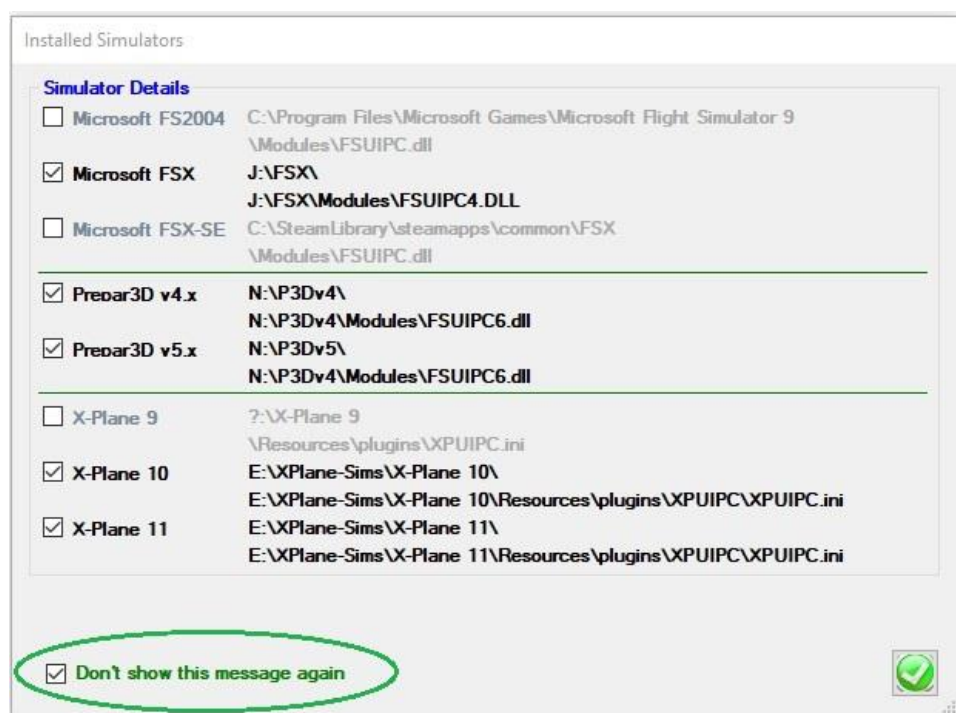 Installed Simulators
Simulator Details
Microsoft FS2004 C:\Program Files\Microsoft Games\Microsoft Flight Simulator 9
\Modules\FSUIPC.dll
Microsoft FSX J:\FSX\
J:\FSX\Modules\FSUIPC4.DLL
Microsoft FSX-SE C:\SteamLibrary\steamapps\common\FSX
\Modules\FSUIPC.dll
Prepar3D v4.x N:\P3Dv4\
N:\P3Dv4\Modules\FSUIPC6.dll
Prepar3D v5.x N:\P3Dv5\
N:\P3Dv4\Modules\FSUIPC6.dll
X-Plane 9 ?:\X-Plane 9
\Resources\plugins\XPUIPC.ini
X-Plane 10 E:\XPlane-Sims\X-Plane 10\
E:\XPlane-Sims\X-Plane 10\Resources\plugins\XPUIPC\XPUIPC.ini
X-Plane 11 E:\XPlane-Sims\X-Plane 11\
E:\XPlane-Sims\X-Plane 11\Resources\plugins\XPUIPC\XPUIPC.ini
Don't show this message again